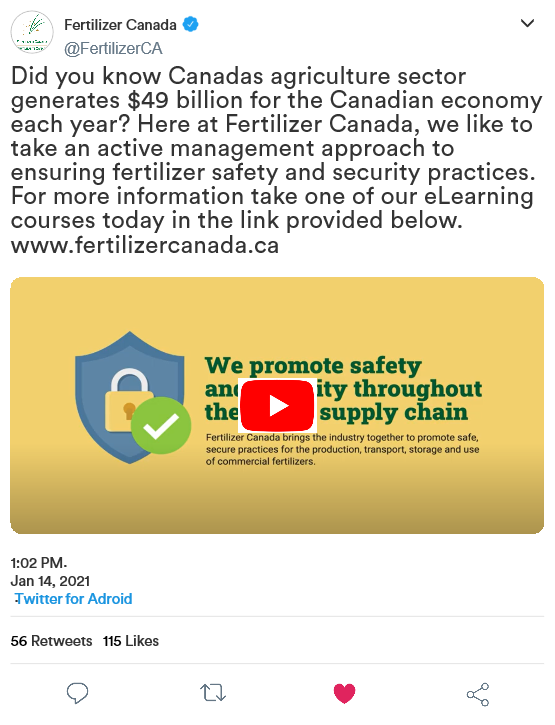 Fertilizer Canada
@FertilizerCA
Did you know Canadas agriculture sector
generates $49 billion for the Canadian economy
each year? Here at Fertilizer Canada, we like to
take an active management approach to
ensuring fertilizer safety and security practices.
For more information take one of our eLearning
courses today in the link provided below.
www.fertilizercanada.ca
We promote safety
an ity throughout
the supply chain
Fertilizer Canada brings the industry together to promote safe,
secure practices for the production, transport, storage and use
of commercial fertilizers.
1:02 PM.
Jan 14, 2021
Twitter for Adroid
56 Retweets 115 Likes